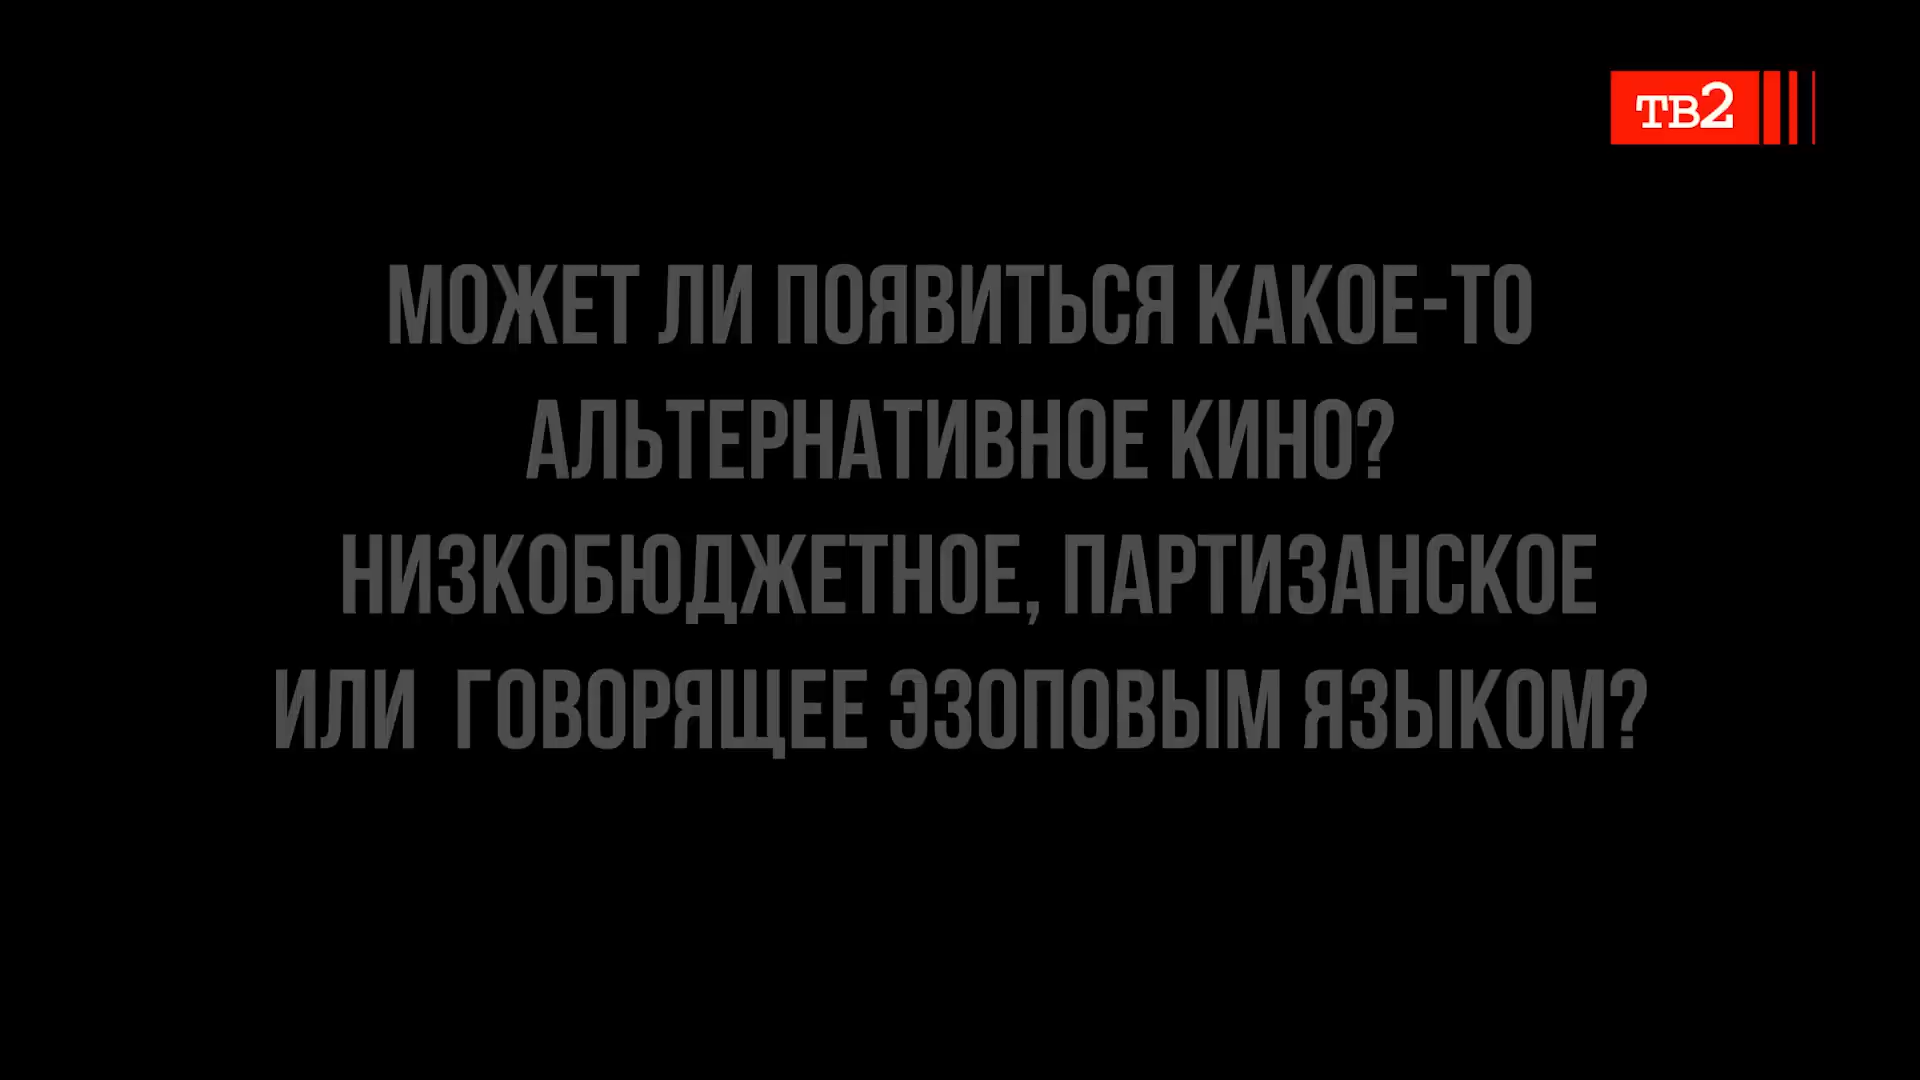 ТВ2
МОЖЕТ ЛИ ПОЯВИТЬСЯ КАКОЕ-ТО
АЛЬТЕРНАТИВНОЕ КИНО?
НИЗКОБЮДЖЕТНОЕ, ПАРТИЗАНСКОЕ
ИЛИ  ГОВОРЯЩЕЕ ЭЗОПОВЫМ ЯЗЫКОМ?